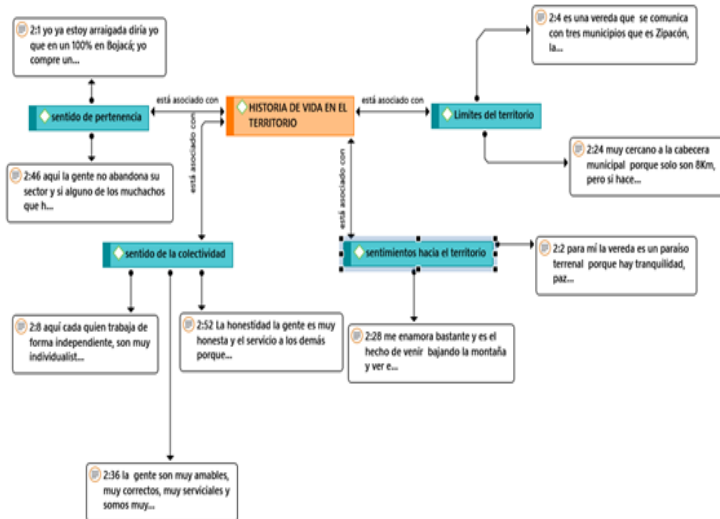 2:1 yo ya estoy arraigada diría yo
que en un 100% en Bojacá; yo
compre un...
2:4 es una vereda que se comunica
con tres municipios que es Zipacón,
la...
está asociado con
HISTORIA DE VIDA EN EL
TERRITORIO
está asociado con
sentido de pertenencia
Limites del territorio
está asociado con
está asociado con
2:46 aquí la gente no abandona su
sector y si alguno de los muchachos
que h...
2:24 muy cercano a la cabecera
municipal porque solo son 8Km,
pero si hace...
sentido de la colectividad
sentimientos hacia el territorio
2:2 para mí la vereda es un paraíso
terrenal porque hay tranquilidad,
paz...
2:8 aquí cada quien trabaja de
forma independiente, son muy
individualist...
2:52 La honestidad la gente es muy
honesta y el servicio a los demás
porque...
2:28 me enamora bastante y es el
hecho de venir bajando la montaña
y ver e...
2:36 la gente son muy amables,
muy correctos, muy serviciales y
somos muy...